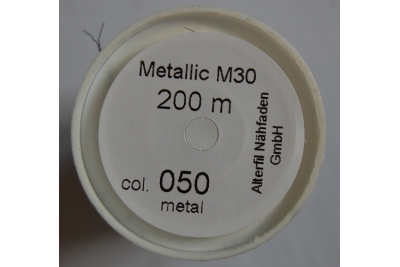 Metallic M30
200 m
col. 050
metal
Alterfil Nähfaden
GmbH